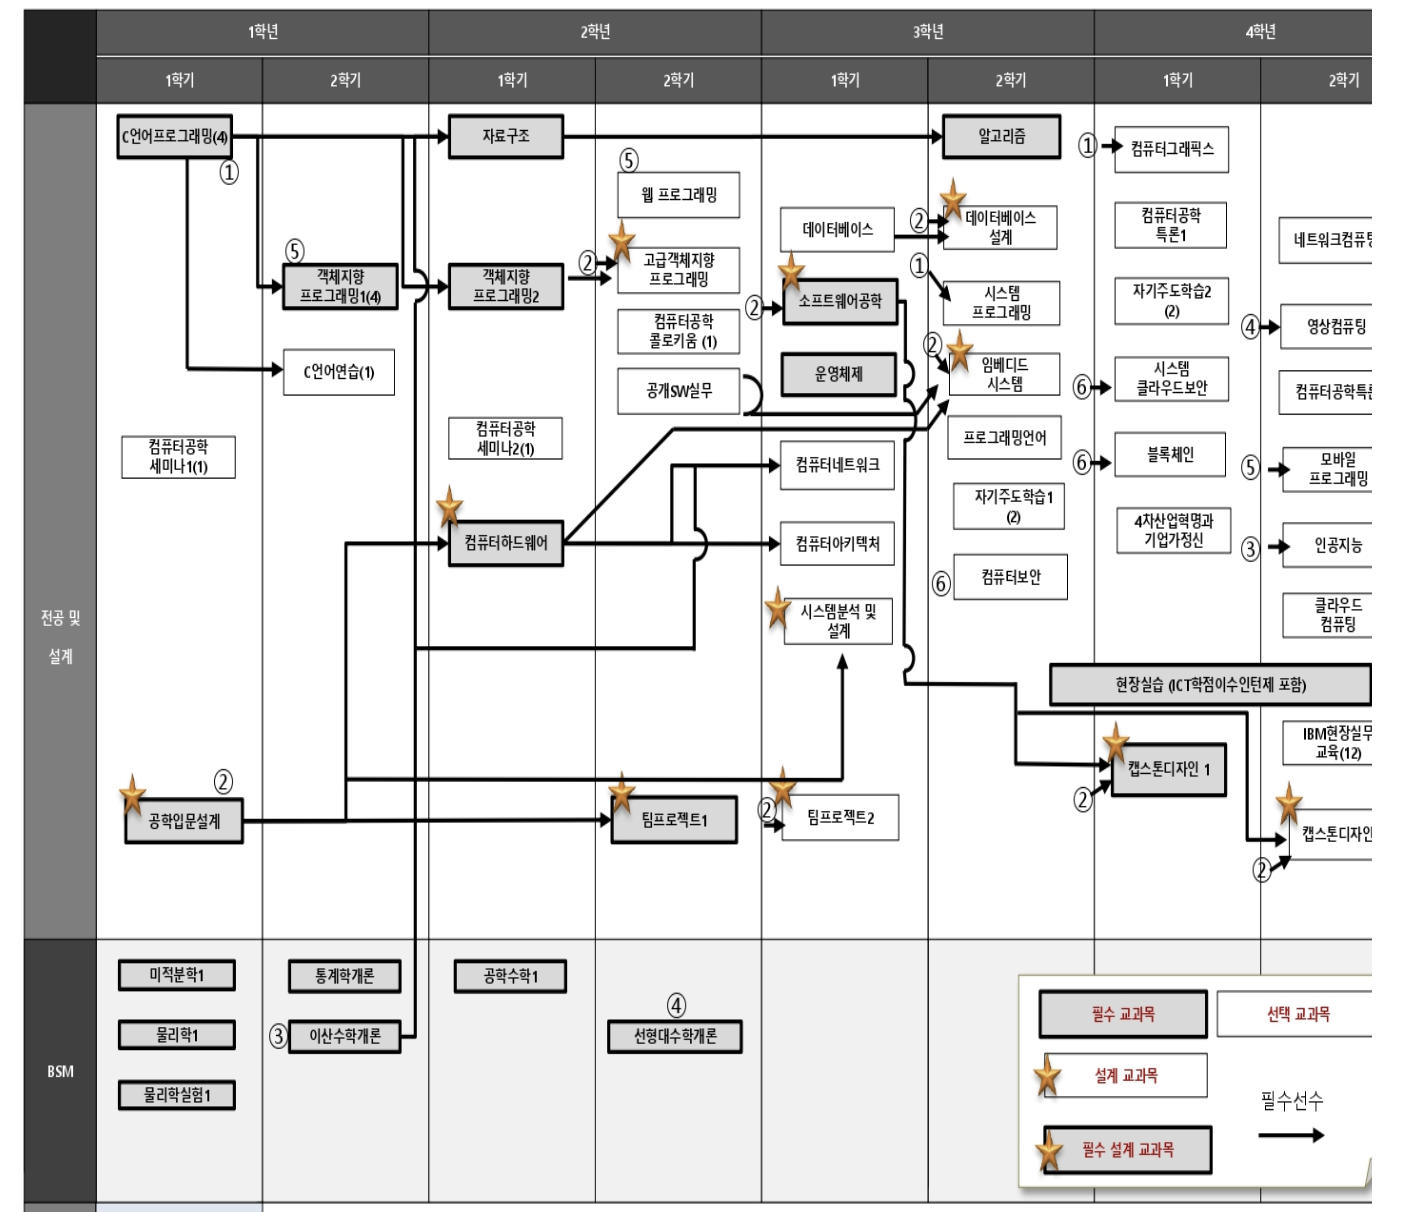 1학년
2학년
3학년
4학년
1학기
2학기
1학기
2학기
1학기
2학기
1학기
2학기
전공 및
설계
C언어프로그래밍(4)
①
⑤
객체지향
프로그래밍1(4)
C언어연습(1)
컴퓨터공학
세미나1(1)
②
공학입문설계
자료구조
객체지향
프로그래밍2
컴퓨터공학
세미나2(1)
컴퓨터하드웨어
⑤
웹 프로그래밍
②
고급객체지향
프로그래밍
컴퓨터공학
콜로키움 (1)
공개SW실무
팀프로젝트1
데이터베이스
②
소프트웨어공학
운영체제
컴퓨터네트워크
컴퓨터아키텍처
시스템분석 및
설계
②
팀프로젝트2
알고리즘
②
데이터베이스
설계
①
시스템
프로그래밍
②
임베디드
시스템
프로그래밍언어
자기주도학습1
(2)
⑥
컴퓨터보안
①
컴퓨터그래픽스
컴퓨터공학
특론1
자기주도학습2
(2)
⑥
시스템
클라우드보안
⑥
블록체인
4차산업혁명과
기업가정신
현장실습 (ICT학점이수인턴제 포함)
②
캡스톤디자인 1
네트워크컴퓨팅
④
영상컴퓨팅
컴퓨터공학특론
⑤
모바일
프로그래밍
③
인공지능
클라우드
컴퓨팅
IBM현장실무
교육(12)
②
캡스톤디자인
BSM
미적분학1
물리학1
물리학실험1
통계학개론
③
이산수학개론
공학수학1
④
선형대수학개론
필수 교과목
선택 교과목
설계 교과목
필수선수
필수 설계 교과목